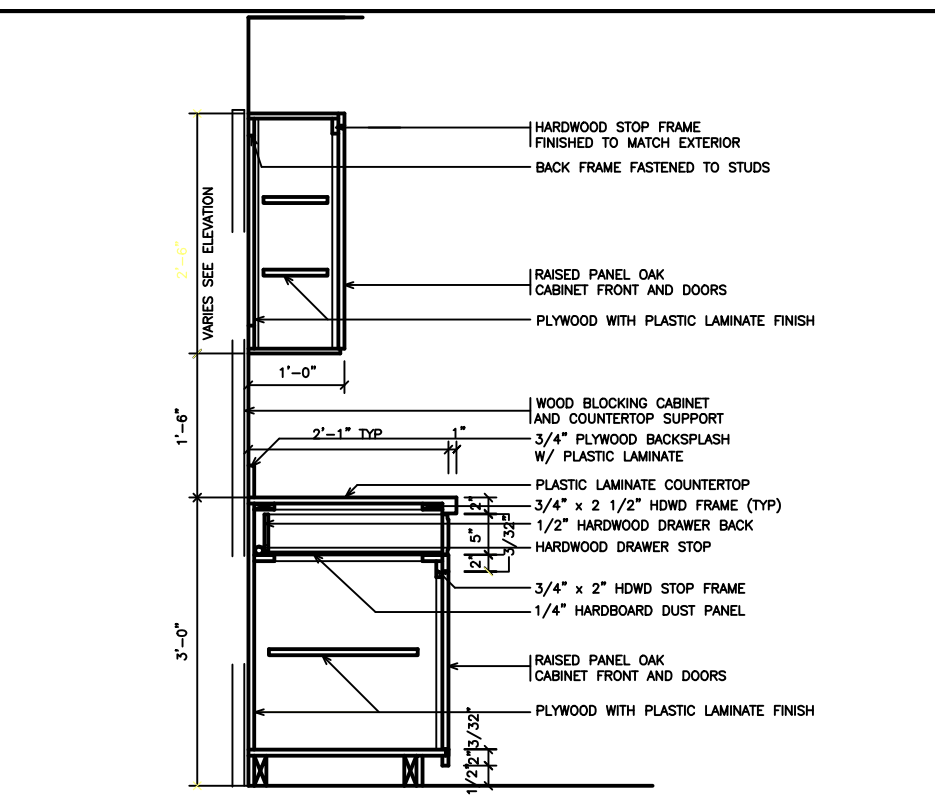 HARDWOOD STOP FRAME
FINISHED TO MATCH EXTERIOR
BACK FRAME FASTENED TO STUDS
2'-6"
VARIES SEE ELEVATION
RAISED PANEL OAK
CABINET FRONT AND DOORS
PLYWOOD WITH PLASTIC LAMINATE FINISH
1'-0"
WOOD BLOCKING CABINET
AND COUNTERTOP SUPPORT
1'-6"
2'-1" TYP
1"
3/4" PLYWOOD BACKSPLASH
W/ PLASTIC LAMINATE
PLASTIC LAMINATE COUNTERTOP
2"
3/4" x 2 1/2" HDWD FRAME (TYP)
1/2" HARDWOOD DRAWER BACK
5"
3/32"
HARDWOOD DRAWER STOP
2"
3/4" x 2" HDWD STOP FRAME
1/4" HARDBOARD DUST PANEL
3'-0"
RAISED PANEL OAK
CABINET FRONT AND DOORS
PLYWOOD WITH PLASTIC LAMINATE FINISH
3/32"
2"
1/2"
2"